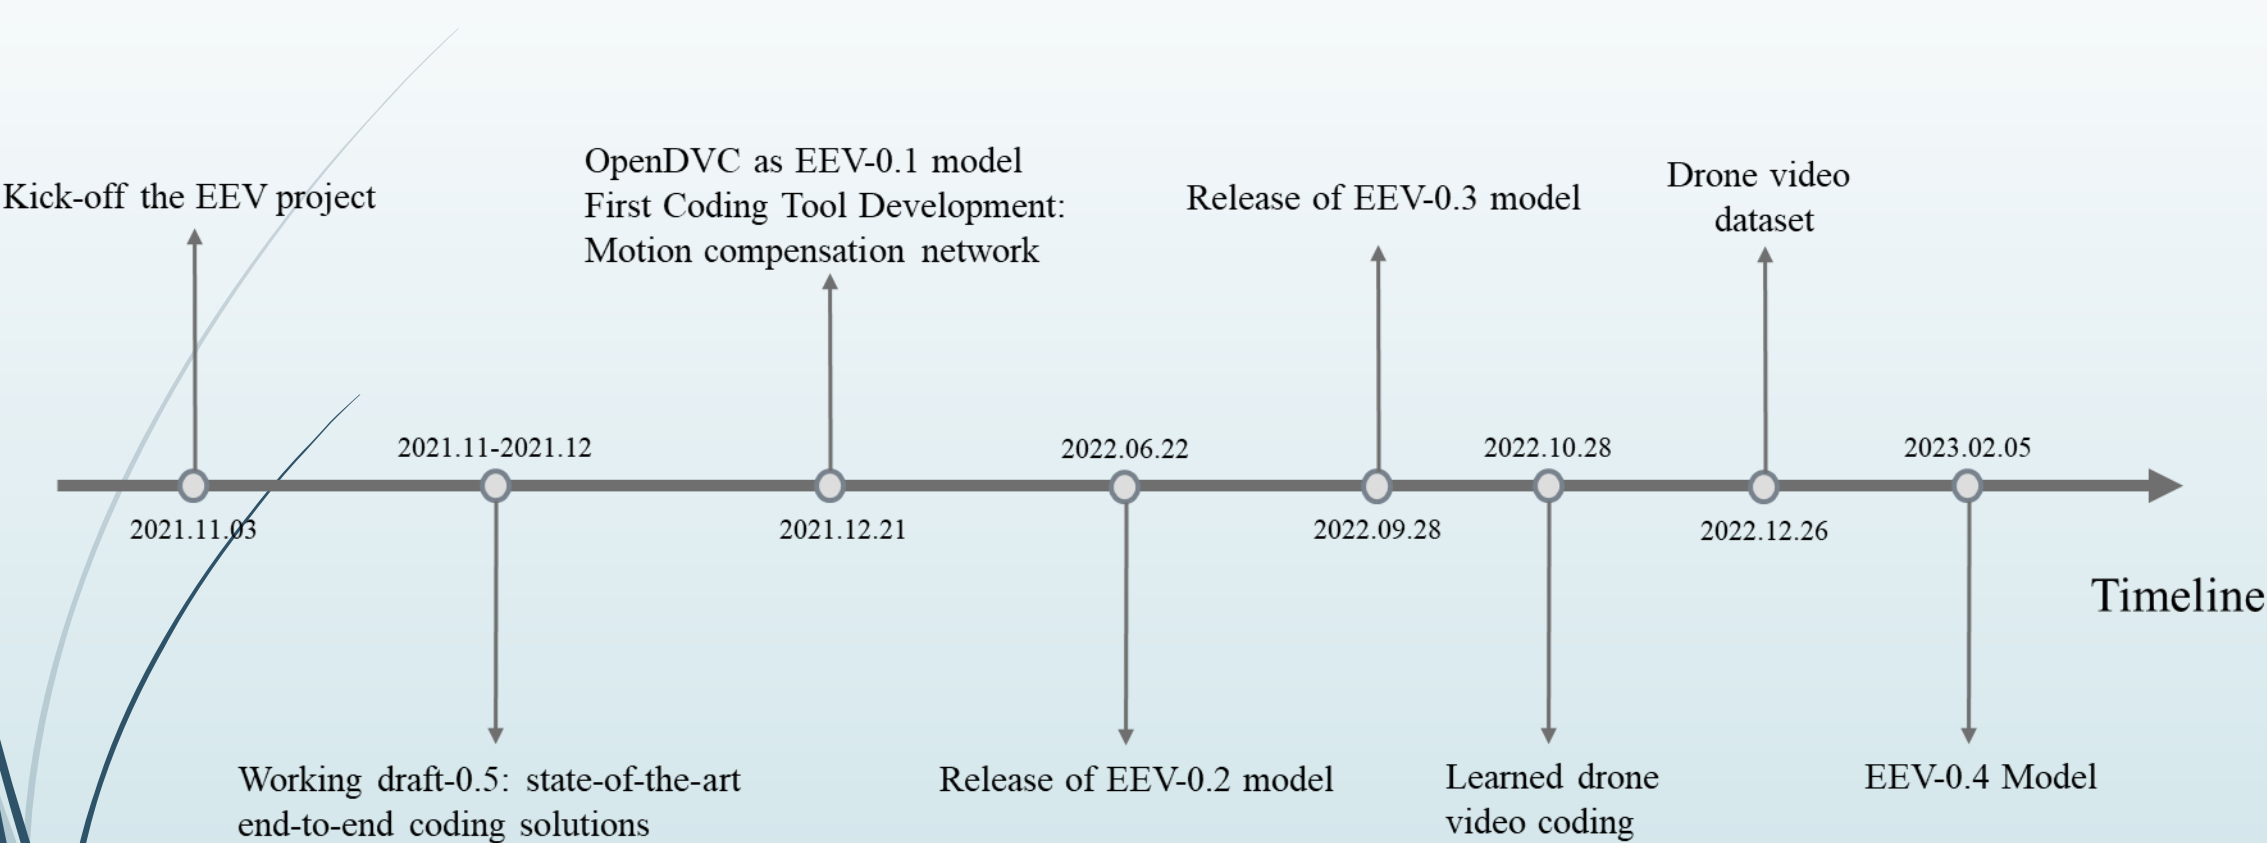 Kick-off the EEV project
OpenDVC as EEV-0.1 model
First Coding Tool Development:
Motion compensation network
Release of EEV-0.3 model
Drone video
dataset
2021.11-2021.12
2022.06.22
2022.10.28
2023.02.05
2021.11.03
2021.12.21
2022.09.28
2022.12.26
Timeline
Working draft-0.5: state-of-the-art
end-to-end coding solutions
Release of EEV-0.2 model
Learned drone
video coding
EEV-0.4 Model